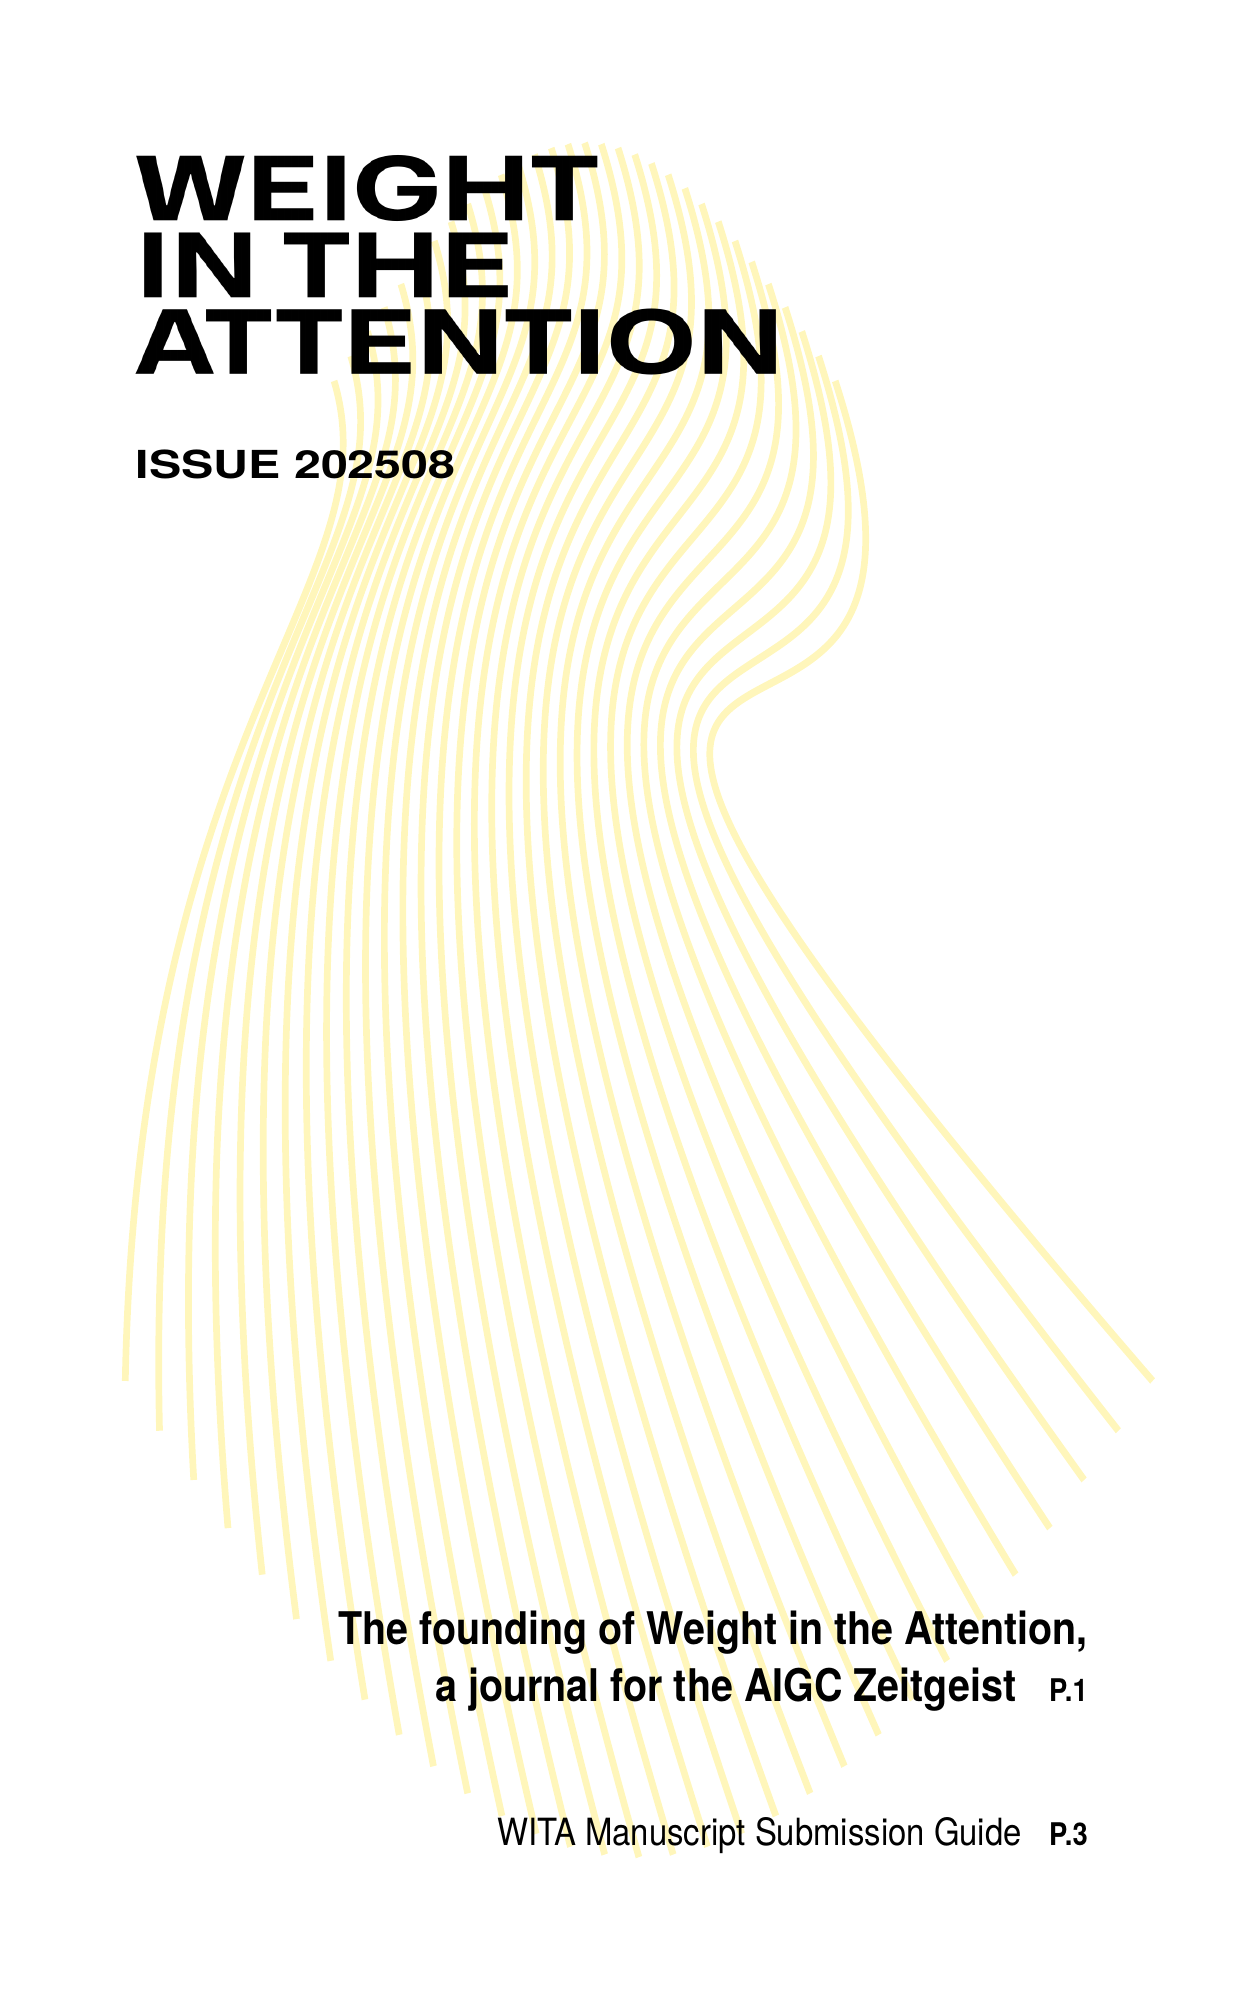 WEIGHT
IN THE
ATTENTION
ISSUE 202508
The founding of Weight in the Attention,
a journal for the AIGC Zeitgeist P.1
WITA Manuscript Submission Guide P.3